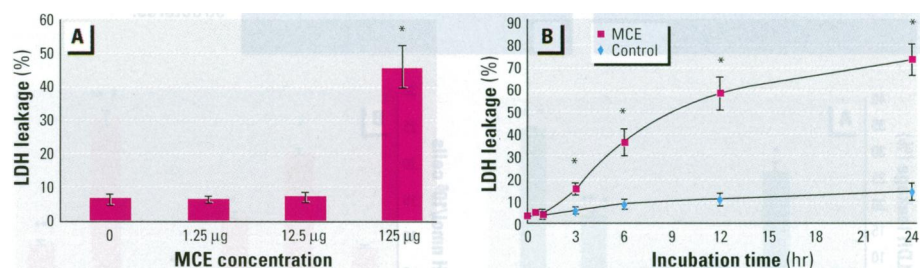 A
LDH leakage (%)
60
50
40
30
20
10
0
*
0 1.25 µg 12.5 µg 125 µg
MCE concentration
B
MCE
Control
LDH leakage (%)
90
80
70
60
50
40
30
20
10
0
* * * *
0 3 6 9 12 15 18 21 24
Incubation time (hr)